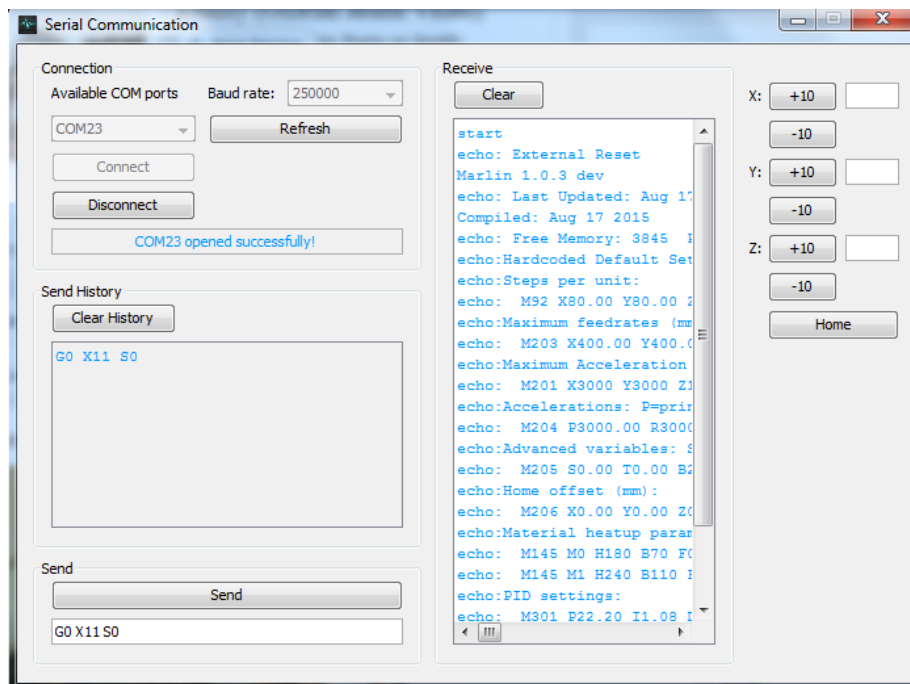 Serial Communication
Connection
Available COM ports Baud rate: 250000
COM23 Refresh
Connect
Disconnect
COM23 opened successfully!
Send History
Clear History
G0 X11 S0
Send
Send
G0 X11 S0
Receive
Clear
start
echo: External Reset
Marlin 1.0.3 dev
echo: Last Updated: Aug 17
Compiled: Aug 17 2015
echo: Free Memory: 3845
echo:Hardcoded Default Set
echo:Steps per unit:
echo:  M92 X80.00 Y80.00
echo:Maximum feedrates (mm
echo:  M203 X400.00 Y400.0
echo:Maximum Acceleration
echo:  M201 X3000 Y3000 Z1
echo:Accelerations: P=prin
echo:  M204 P3000.00 R3000
echo:Advanced variables: S
echo:  M205 S0.00 T0.00 B2
echo:Home offset (mm):
echo:  M206 X0.00 Y0.00 Z0
echo:Material heatup param
echo:  M145 M0 H180 B70 F0
echo:  M145 M1 H240 B110
echo:PID settings:
echo:  M301 P22.20 I1.08
X: +10
-10
Y: +10
-10
Z: +10
-10
Home